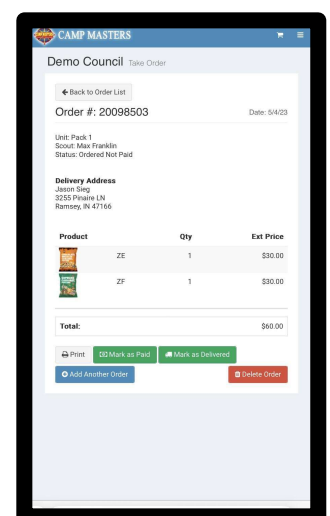 CAMP MASTERS
Demo Council Take Order
Back to Order List
Order #: 20098503
Date: 5/4/23
Unit: Pack 1
Scout: Max Franklin
Status: Ordered Not Paid
Delivery Address
Jason Sieg
3255 Pinaire LN
Ramsey, IN 47166
Product Qty Ext Price
ZE 1 $30.00
ZF 1 $30.00
Total: $60.00
Print Mark as Paid Mark as Delivered
Add Another Order Delete Order